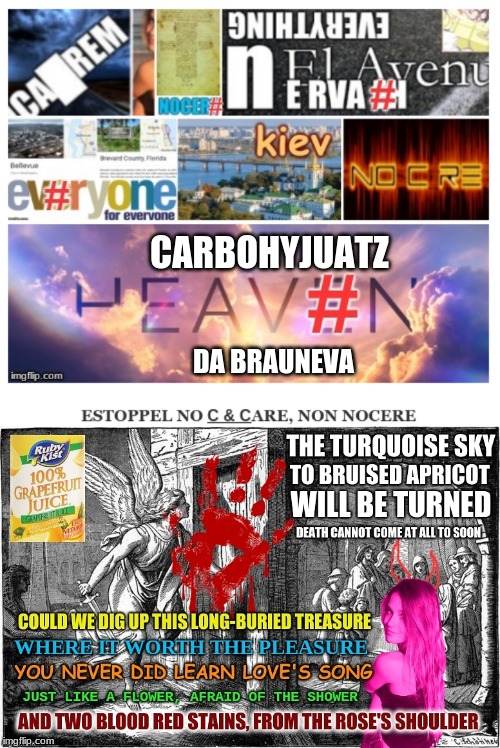 CA REM
NOCER#
EVERYTHING
n El Avenu
ERVA#H
Bellevue
Brevard County, Florida
ev#ryone
for everyone
kiev
NO C RE
CARBOHYJUATZ
HEAVEN
#
DA BRAUNEVA
imgflip.com
ESTOPPEL NO C & CARE, NON NOCERE
Ruby Kist
100%
GRAPEFRUIT
JUICE
THE TURQUOISE SKY
TO BRUISED APRICOT
WILL BE TURNED
DEATH CANNOT COME AT ALL TO SOON
COULD WE DIG UP THIS LONG-BURIED TREASURE
WHERE IT WORTH THE PLEASURE
YOU NEVER DID LEARN LOVE'S SONG
JUST LIKE A FLOWER, AFRAID OF THE SHOWER
AND TWO BLOOD RED STAINS, FROM THE ROSE'S SHOULDER
imgflip.com